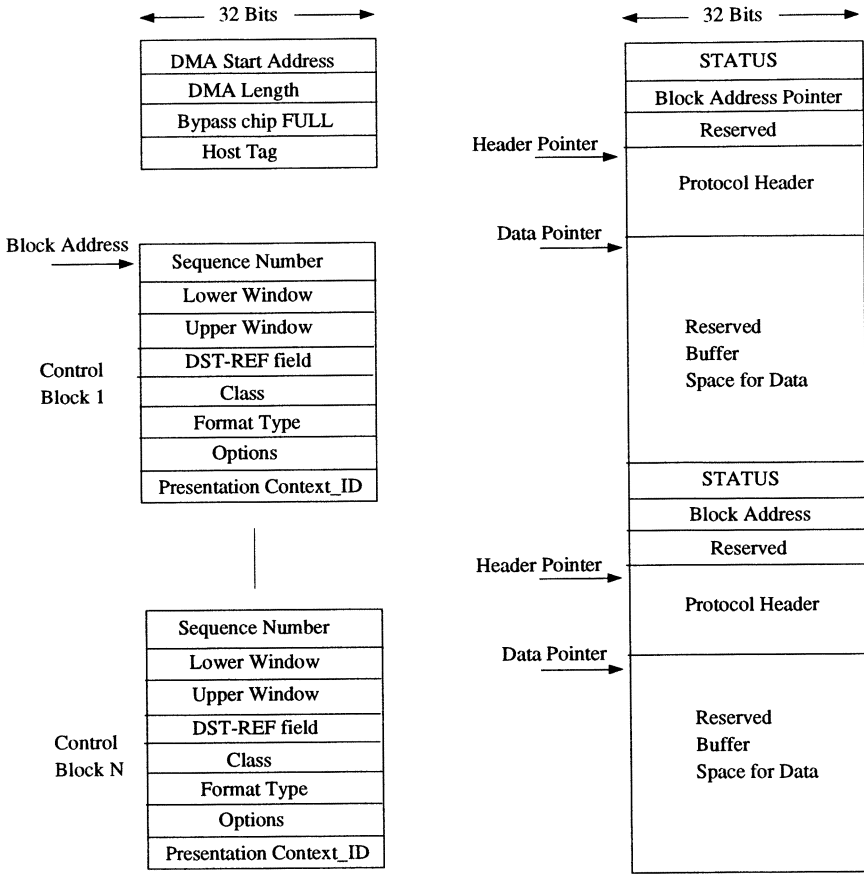 32 Bits
DMA Start Address
DMA Length
Bypass chip FULL
Host Tag
Block Address
Sequence Number
Lower Window
Upper Window
DST-REF field
Class
Format Type
Options
Presentation Context_ID
Control
Block 1
Sequence Number
Lower Window
Upper Window
DST-REF field
Class
Format Type
Options
Presentation Context_ID
Control
Block N
32 Bits
STATUS
Block Address Pointer
Reserved
Header Pointer
Protocol Header
Data Pointer
Reserved
Buffer
Space for Data
STATUS
Block Address
Reserved
Header Pointer
Protocol Header
Data Pointer
Reserved
Buffer
Space for Data